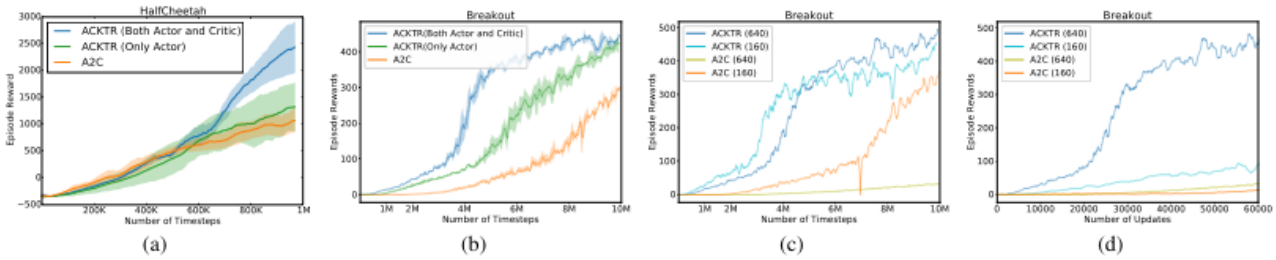 HalfCheetah
ACKTR (Both Actor and Critic)
ACKTR (Only Actor)
A2C
Episode Reward
3000
2500
2000
1500
1000
500
0
−500
200K 400K 600K 800K 1M
Number of Timesteps
(a)
Breakout
ACKTR(Both Actor and Critic)
ACKTR(Only Actor)
A2C
Episode Rewards
400
300
200
100
0
1M 2M 4M 6M 8M 10M
Number of Timesteps
(b)
Breakout
ACKTR (640)
ACKTR (160)
A2C (640)
A2C (160)
Episode Rewards
500
400
300
200
100
0
1M 2M 4M 6M 8M 10M
Number of Timesteps
(c)
Breakout
ACKTR (640)
ACKTR (160)
A2C (640)
A2C (160)
Episode Rewards
500
400
300
200
100
0
0 10000 20000 30000 40000 50000 60000
Number of Updates
(d)